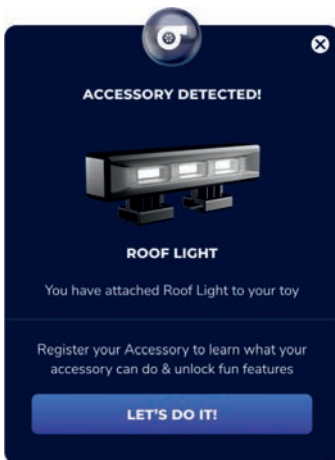 ACCESSORY DETECTED!
ROOF LIGHT
You have attached Roof Light to your toy
Register your Accessory to learn what your
accessory can do & unlock fun features
LET'S DO IT!